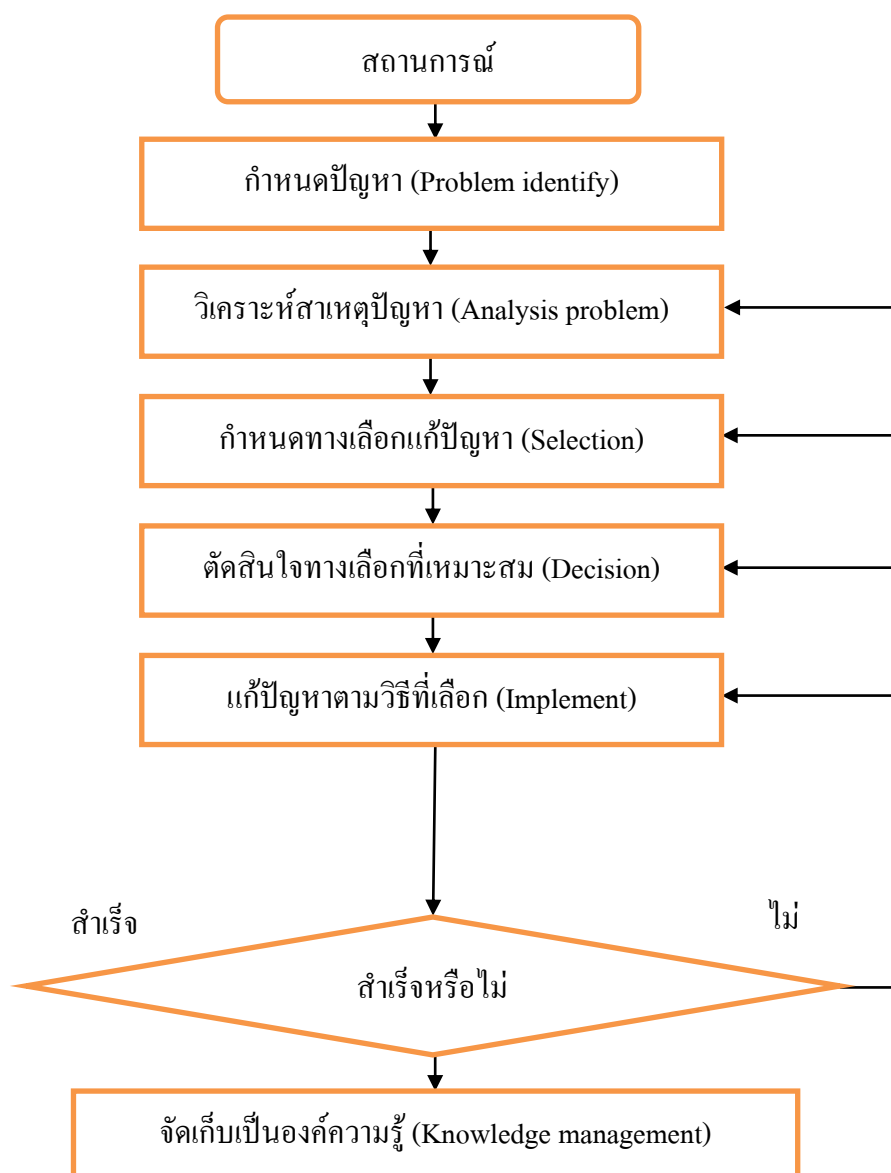 สถานการณ์
กำหนดปัญหา (Problem identify)
วิเคราะห์สาเหตุปัญหา (Analysis problem)
กำหนดทางเลือกแก้ปัญหา (Selection)
ตัดสินใจทางเลือกที่เหมาะสม (Decision)
แก้ปัญหาตามวิธีที่เลือก (Implement)
สำเร็จ
ไม่
สำเร็จหรือไม่
จัดเก็บเป็นองค์ความรู้ (Knowledge management)